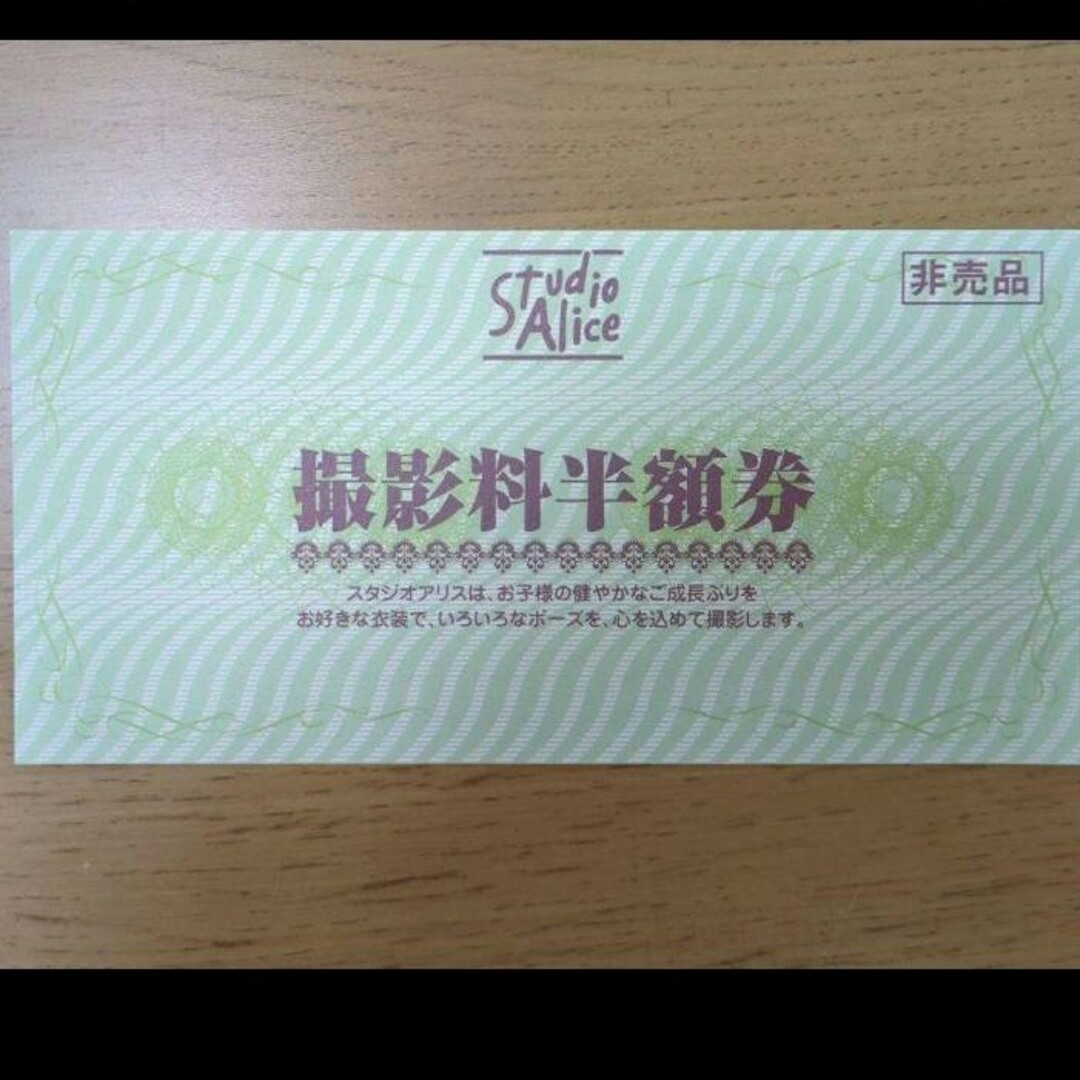 Studio
Alice
非売品
撮影料半額券
スタジオアリスは、お子様の健やかなご成長ぶりを
お好きな衣装で、いろいろなポーズを、心を込めて撮影します。